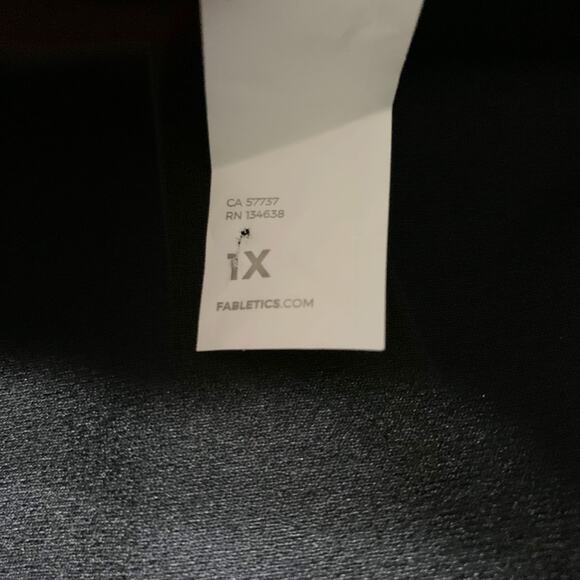 CA 57737
RN 134638
1X
FABLETICS.COM